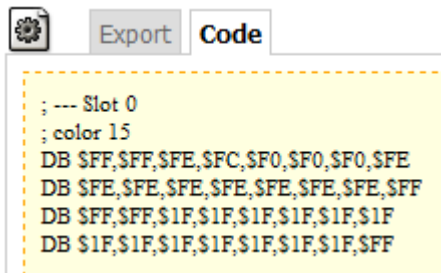 Export Code
; --- Slot 0
; color 15
DB $FF,$FF,$FE,$FC,$F0,$F0,$F0,$FE
DB $FE,$FE,$FE,$FE,$FE,$FE,$FE,$FF
DB $FF,$FF,$1F,$1F,$1F,$1F,$1F,$1F
DB $1F,$1F,$1F,$1F,$1F,$1F,$1F,$FF